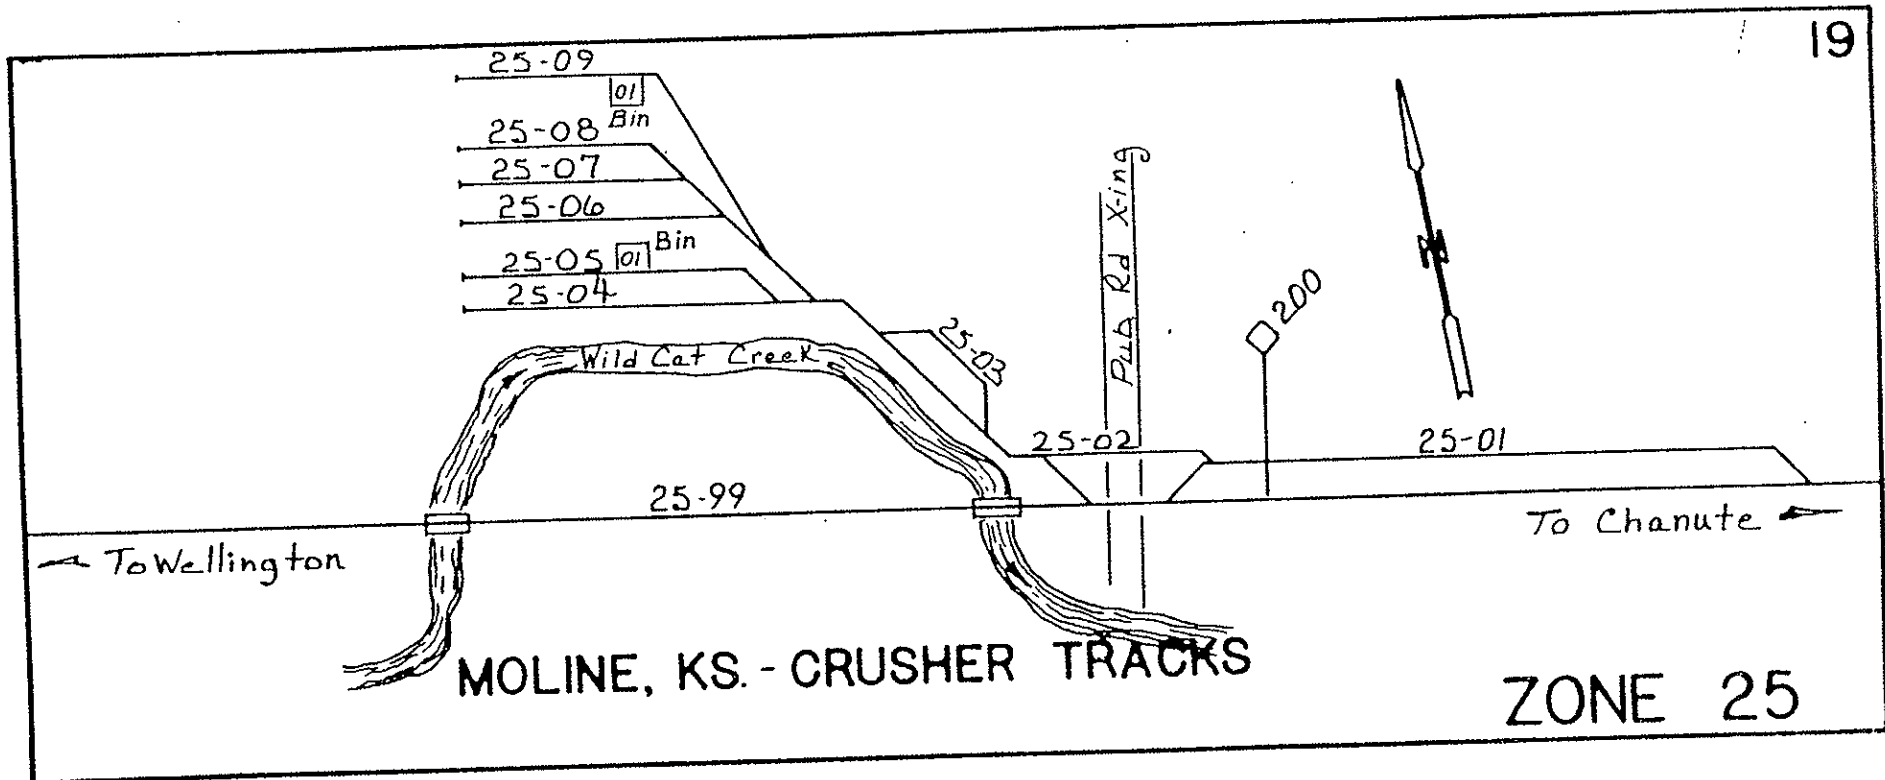 19
25-09
01
Bin
25-08
25-07
25-06
25-05 01 Bin
25-04
Wild Cat Creek
25-03
Pub Rd X-ing
200
N
25-02
25-01
25-99
To Wellington
To Chanute
MOLINE, KS. - CRUSHER TRACKS
ZONE 25